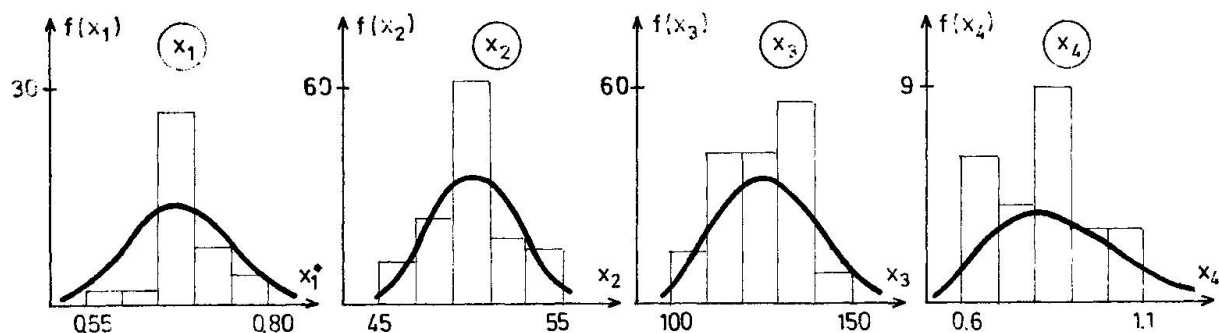 f(x₁) x₁ f(x₂) x₂ f(x₃) x₃ f(x₄) x₄
30 60 60 9
x₁* x₂ x₃ x₄
0.55 0.80 45 55 100 150 0.6 1.1